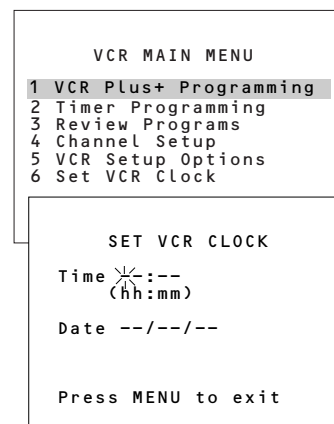 VCR MAIN MENU
1 VCR Plus+ Programming
2 Timer Programming
3 Review Programs
4 Channel Setup
5 VCR Setup Options
6 Set VCR Clock
SET VCR CLOCK
Time --:--
(hh:mm)
Date --/--/--
Press MENU to exit